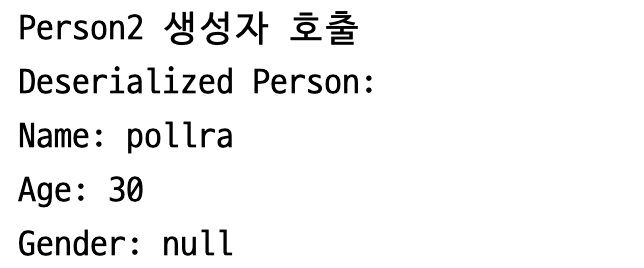 Person2 생성자 호출
Deserialized Person:
Name: pollra
Age: 30
Gender: null